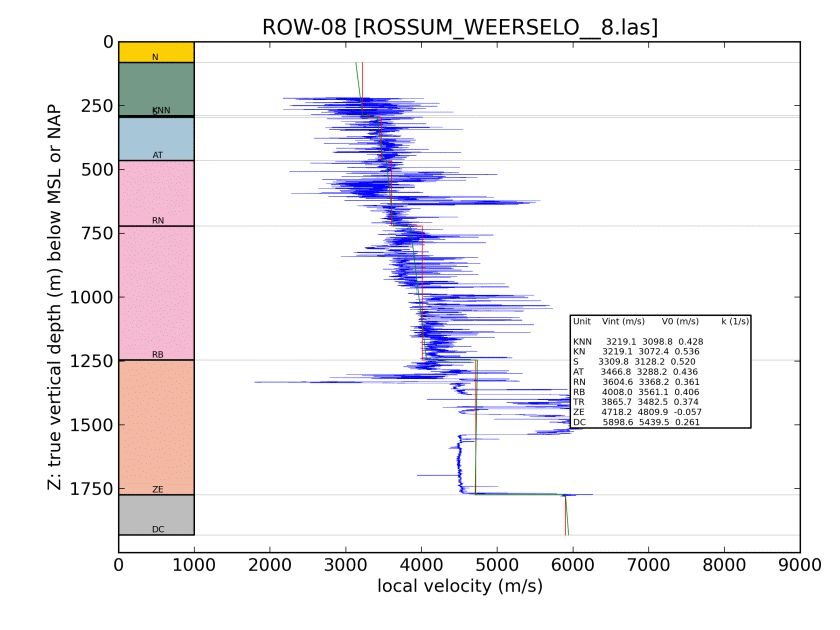 ROW-08 [ROSSUM_WEERSELO__8.las]
0
250
500
750
1000
1250
1500
1750
Z: true vertical depth (m) below MSL or NAP
N
KNN
AT
RN
RB
ZE
DC
Unit Vint (m/s) V0 (m/s) k (1/s)
KNN 3219.1 3098.8 0.428
KN 3219.1 3072.4 0.536
S 3309.8 3128.2 0.520
AT 3466.8 3288.2 0.436
RN 3604.6 3368.2 0.361
RB 4008.0 3561.1 0.406
TR 3865.7 3482.5 0.374
ZE 4718.2 4809.9 -0.057
DC 5898.6 5439.5 0.261
0 1000 2000 3000 4000 5000 6000 7000 8000 9000
local velocity (m/s)